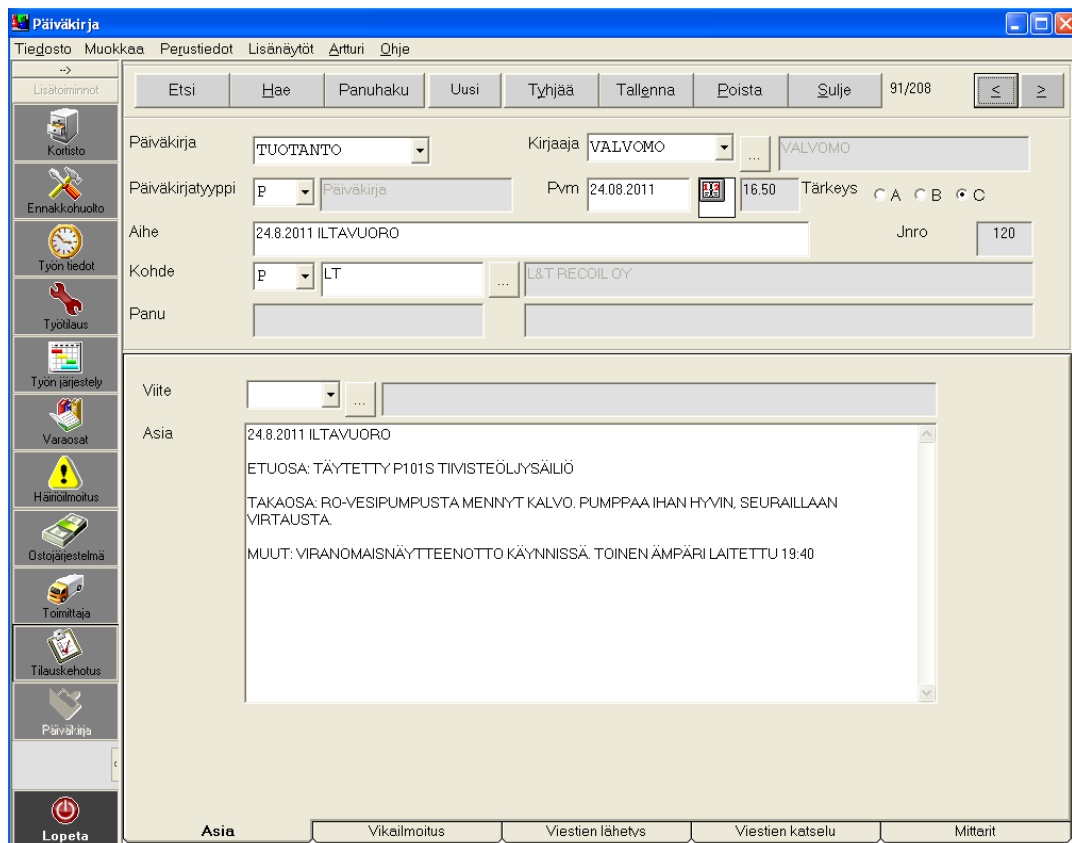 Päiväkirja
Tiedosto Muokkaa Perustiedot Lisänäytöt Artturi Ohje
-->
Lisätoiminnot
Etsi Hae Panuhaku Uusi Tyhjää Tallenna Poista Sulje 91/208 < >
Kortisto
Ennakkohuolto
Työn tiedot
Työtilaus
Työn järjestely
Varaosat
Häiriöilmoitus
Ostojärjestelmä
Toimittaja
Tilauskehotus
Päiväkirja
Lopeta
Päiväkirja TUOTANTO Kirjaaja VALVOMO ... VALVOMO
Päiväkirjatyyppi P Päiväkirja Pvm 24.08.2011 16.50 Tärkeys A B C
Aihe 24.8.2011 ILTAVUORO Jnro 120
Kohde P LT ... L&T RECOIL OY
Panu
Viite ...
Asia 24.8.2011 ILTAVUORO
ETUOSA: TÄYTETTY P101S TIIVISTEÖLJYSÄILIÖ
TAKAOSA: RO-VESIPUMPUSTA MENNYT KALVO. PUMPPAA IHAN HYVIN, SEURAILLAAN
VIRTAUSTA.
MUUT: VIRANOMAISNÄYTTEENOTTO KÄYNNISSÄ. TOINEN ÄMPÄRI LAITETTU 19:40
Asia Vikailmoitus Viestien lähetys Viestien katselu Mittarit